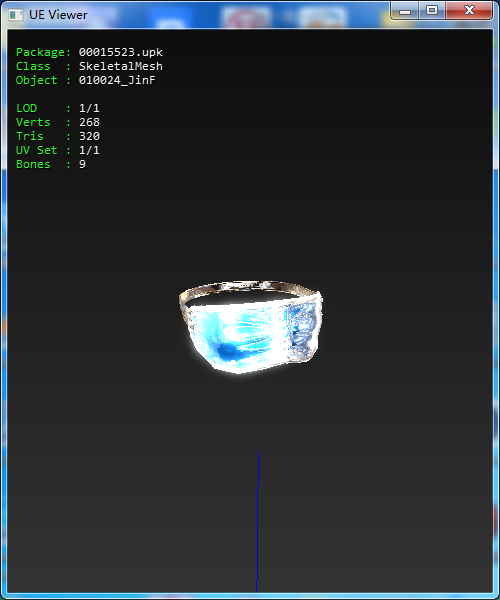 UE Viewer
Package: 00015523.upk
Class : SkeletalMesh
Object : 010024_JinF
LOD : 1/1
Verts : 268
Tris : 320
UV Set : 1/1
Bones : 9